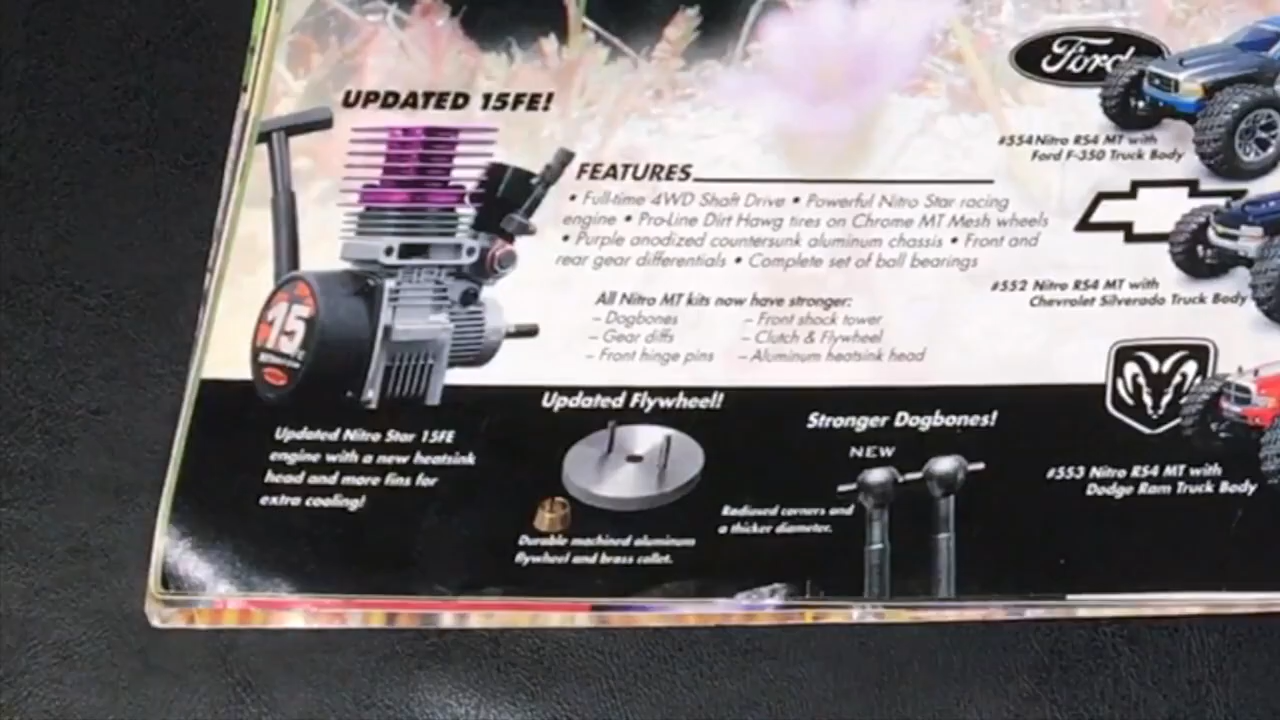 UPDATED 15FE!
15
FEATURES
• Full-time 4WD Shaft Drive • Powerful Nitro Star racing
engine • Pro-Line Dirt Hawg tires on Chrome MT Mesh wheels
• Purple anodized countersunk aluminum chassis • Front and
rear gear differentials • Complete set of ball bearings
All Nitro MT kits now have stronger:
– Dogbones – Front shock tower
– Gear diffs – Clutch & Flywheel
– Front hinge pins – Aluminum heatsink head
Ford
#554 Nitro RS4 MT with
Ford F-350 Truck Body
#552 Nitro RS4 MT with
Chevrolet Silverado Truck Body
#553 Nitro RS4 MT with
Dodge Ram Truck Body
Updated Nitro Star 15FE
engine with a new heatsink
head and more fins for
extra cooling!
Updated Flywheel!
Durable machined aluminum
flywheel and brass collet.
Stronger Dogbones!
NEW
Radiused corners and
a thicker diameter.